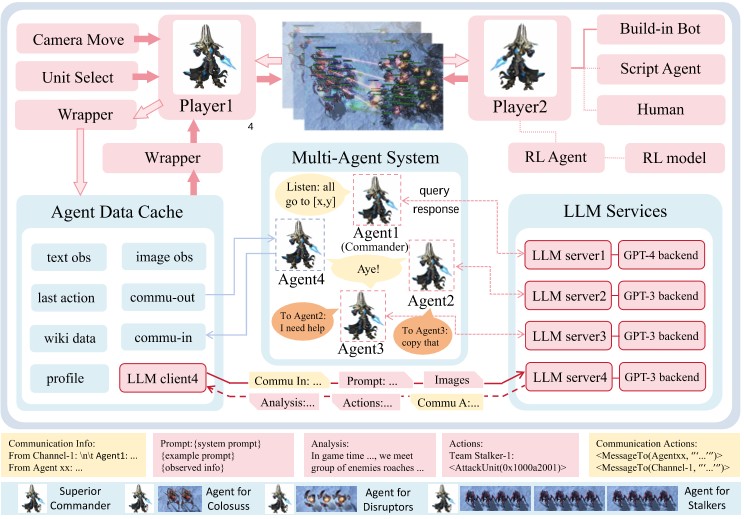 Camera Move
Unit Select
Wrapper
Player1
4
Wrapper
Player2
Build-in Bot
Script Agent
Human
RL Agent
RL model
Agent Data Cache
text obs
image obs
last action
commu-out
wiki data
commu-in
profile
LLM client4
Multi-Agent System
Listen: all
go to [x,y]
Agent1
(Commander)
query
response
Agent4
Aye!
Agent2
To Agent2:
I need help
Agent3
To Agent3:
copy that
LLM Services
LLM server1
GPT-4 backend
LLM server2
GPT-3 backend
LLM server3
GPT-3 backend
LLM server4
GPT-3 backend
Commu In: ...
Prompt: ...
Images
Analysis:...
Actions:...
Commu A:...
Communication Info:
From Channel-1: \n\t Agent1: ...
From Agent xx: ...
Prompt:{system prompt}
{example prompt}
{observed info}
Analysis:
In game time ..., we meet
group of enemies roaches ...
Actions:
Team Stalker-1:
<AttackUnit(0x1000a2001)>
Communication Actions:
<MessageTo(Agentxx, "'...'")>
<MessageTo(Channel-1, "'...'")>
Superior
Commander
Agent for
Colosuss
Agent for
Disruptors
Agent for
Stalkers